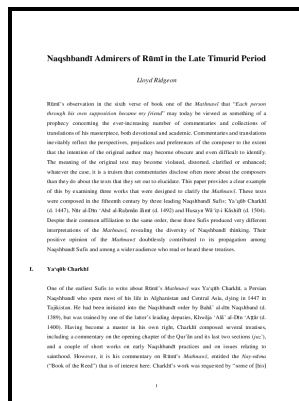 Naqshbandī Admirers of Rūmī in the Late Timurid Period
Lloyd Ridgeon
Rūmī's observation in the sixth verse of book one of the Mathnawī that "Each person
through his own supposition became my friend" may today be viewed as something of a
prophecy concerning the ever-increasing number of commentaries and collections of
translations of his masterpiece, both devotional and academic. Commentaries and translations
inevitably reflect the perspectives, prejudices and preferences of the composer to the extent
that the intention of the original author may become obscure and even difficult to identify.
The meaning of the original text may become violated, distorted, clarified or enhanced;
whatever the case, it is a truism that commentaries disclose often more about the composers
than they do about the texts that they set out to elucidate. This paper provides a clear example
of this by examining three works that were designed to clarify the Mathnawī. These texts
were composed in the fifteenth century by three leading Naqshbandī Sufis: Ya'qūb Charkhī
(d. 1447), Nūr al-Dīn 'Abd al-Raḥmān Jāmī (d. 1492) and Ḥusayn Wā'iẓ-i Kāshifī (d. 1504).
Despite their common affiliation to the same order, these three Sufis produced very different
interpretations of the Mathnawī, revealing the diversity of Naqshbandī thinking. Their
positive opinion of the Mathnawī doubtlessly contributed to its propagation among
Naqshbandī Sufis and among a wider audience who read or heard these treatises.
I. Ya'qūb Charkhī
One of the earliest Sufis to write about Rūmī's Mathnawī was Ya'qūb Charkhī, a Persian
Naqshbandī who spent most of his life in Afghanistan and Central Asia, dying in 1447 in
Tajikistan. He had been initiated into the Naqshbandī order by Bahā' al-Dīn Naqshband (d.
1389), but was trained by one of the latter's leading deputies, Khwāja 'Alā' al-Dīn 'Aṭṭār (d.
1400). Having become a master in his own right, Charkhī composed several treatises,
including a commentary on the opening chapter of the Qur'ān and its last two sections (juz'),
and a couple of short works on early Naqshbandī practices and on issues relating to
sainthood. However, it is his commentary on Rūmī's Mathnawī, entitled the Nay-nāma
("Book of the Reed") that is of interest here. Charkhī's work was requested by "some of [his]
1